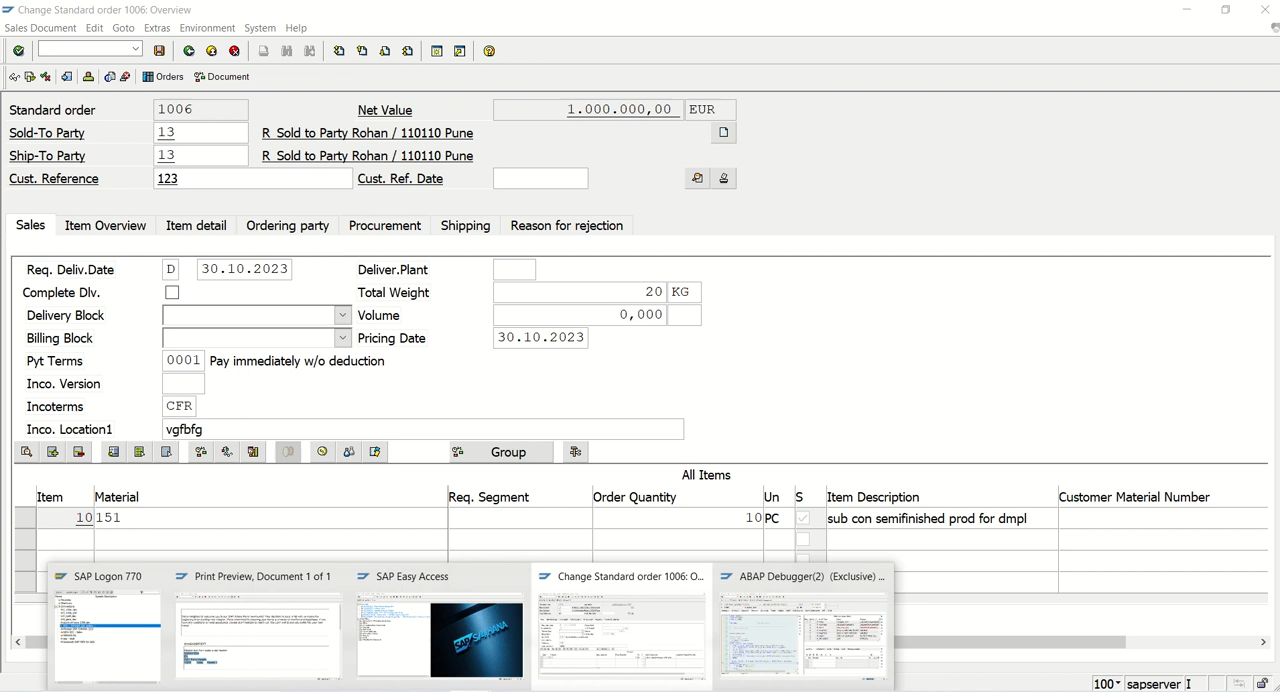 Change Standard order 1006: Overview
Sales Document Edit Goto Extras Environment System Help
Orders Document
Standard order 1006 Net Value 1.000.000,00 EUR
Sold-To Party 13 R Sold to Party Rohan / 110110 Pune
Ship-To Party 13 R Sold to Party Rohan / 110110 Pune
Cust. Reference 123 Cust. Ref. Date
Sales Item Overview Item detail Ordering party Procurement Shipping Reason for rejection
Req. Deliv.Date D 30.10.2023 Deliver.Plant
Complete Dlv. Total Weight 20 KG
Delivery Block Volume 0,000
Billing Block Pricing Date 30.10.2023
Pyt Terms 0001 Pay immediately w/o deduction
Inco. Version
Incoterms CFR
Inco. Location1 vgfbfg
Group
All Items
Item Material Req. Segment Order Quantity Un S Item Description Customer Material Number
10 151 10 PC sub con semifinished prod for dmpl
SAP Logon 770 Print Preview, Document 1 of 1 SAP Easy Access Change Standard order 1006: O... ABAP Debugger(2) (Exclusive) ...
100 sapserver